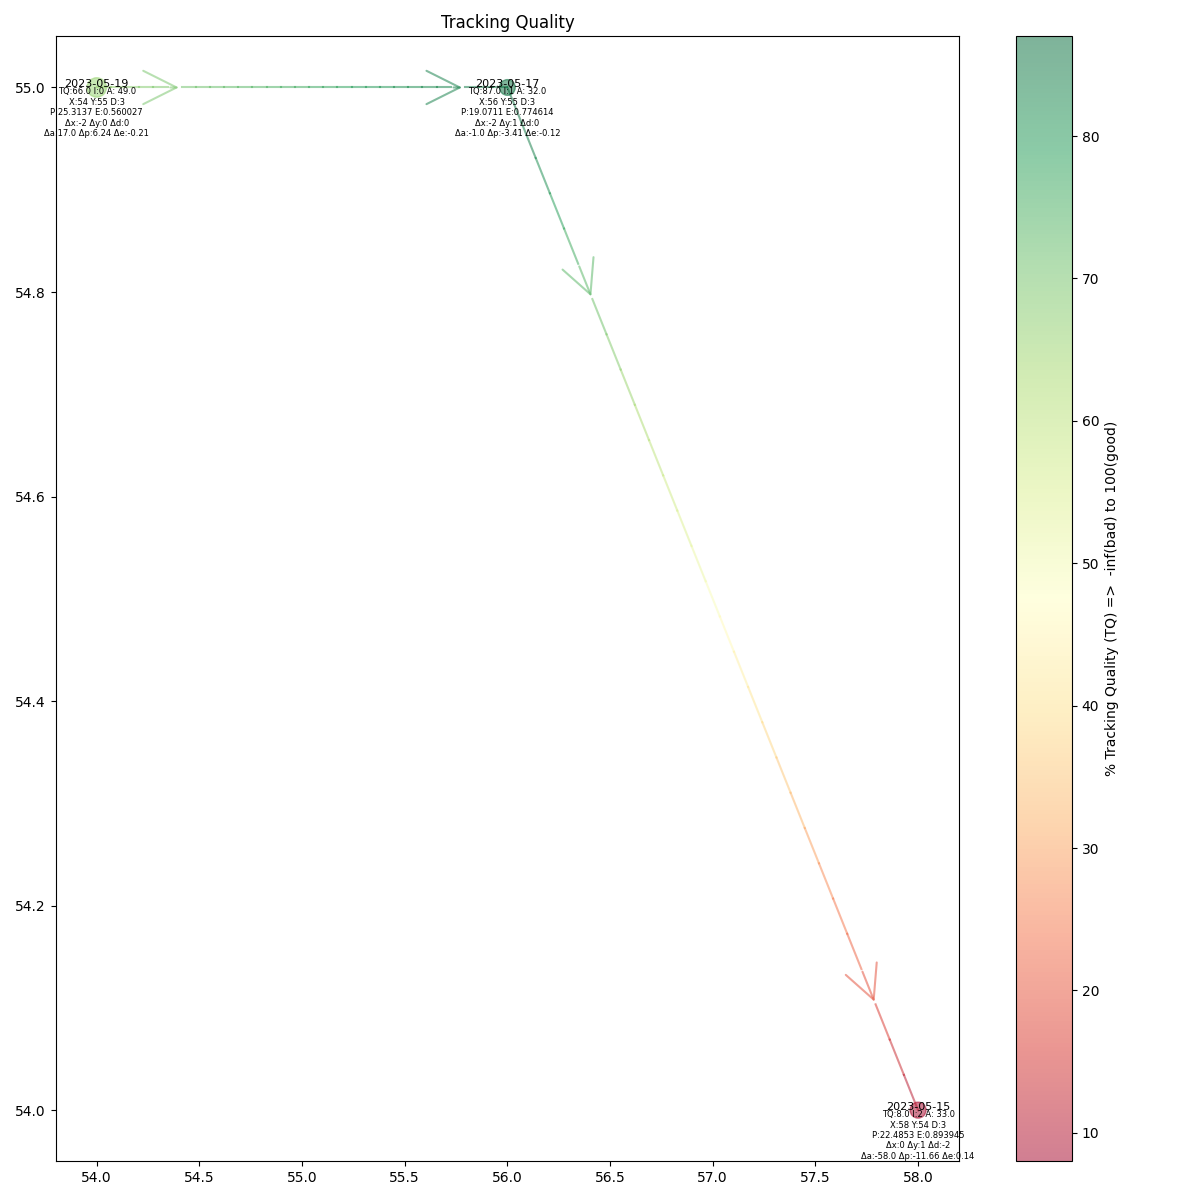 Tracking Quality
2023-05-19
TQ:66.0 I:0 A: 49.0
X:54 Y:55 D:3
P:25.3137 E:0.560027
Δx:-2 Δy:0 Δd:0
Δa:17.0 Δp:6.24 Δe:-0.21
2023-05-17
TQ:87.0 I:1 A: 32.0
X:56 Y:55 D:3
P:19.0711 E:0.774614
Δx:-2 Δy:1 Δd:0
Δa:-1.0 Δp:-3.41 Δe:-0.12
2023-05-15
TQ:8.0 I:2 A: 33.0
X:58 Y:54 D:3
P:22.4853 E:0.893945
Δx:0 Δy:1 Δd:-2
Δa:-58.0 Δp:-11.66 Δe:0.14
55.0
54.8
54.6
54.4
54.2
54.0
54.0 54.5 55.0 55.5 56.0 56.5 57.0 57.5 58.0
80
70
60
50
40
30
20
10
% Tracking Quality (TQ) => -inf(bad) to 100(good)